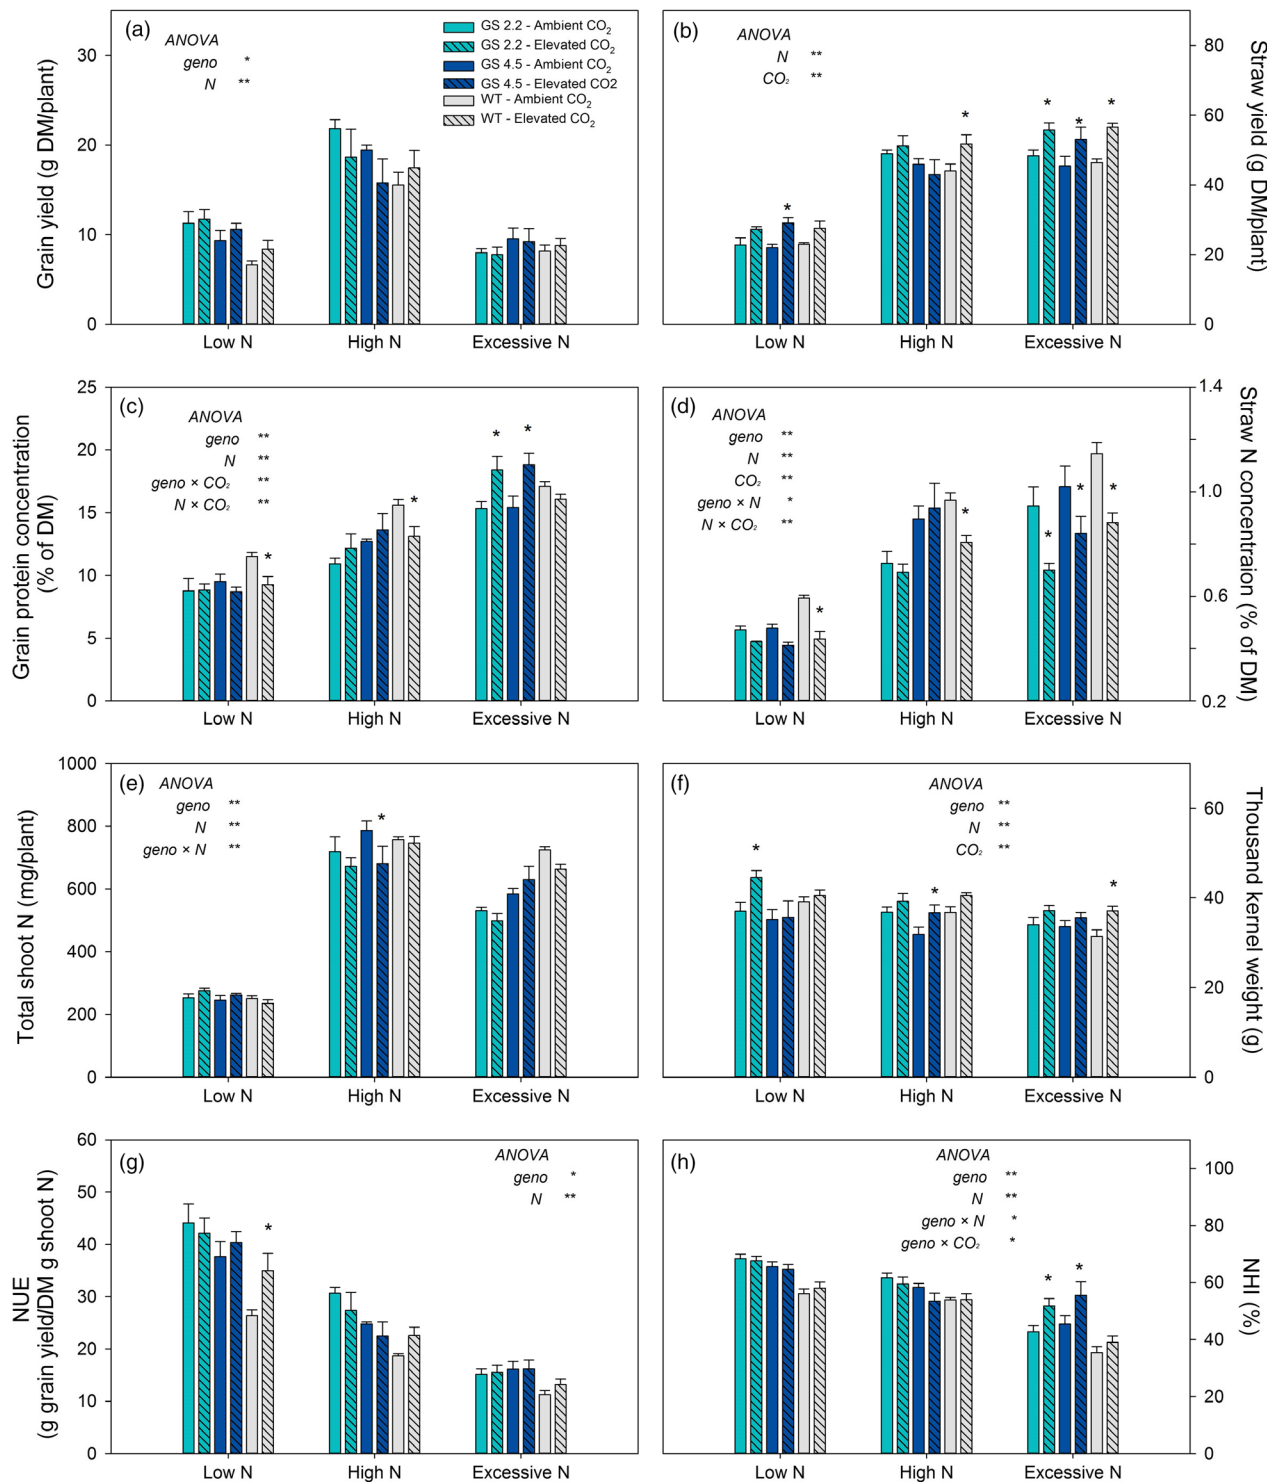 (a)
ANOVA
geno *
N **
GS 2.2 - Ambient CO2
GS 2.2 - Elevated CO2
GS 4.5 - Ambient CO2
GS 4.5 - Elevated CO2
WT - Ambient CO2
WT - Elevated CO2
Grain yield (g DM/plant)
30
20
10
0
*
Low N
High N
Excessive N
(b)
ANOVA
N **
CO2 **
Straw yield (g DM/plant)
80
60
40
20
0
* * * * *
Low N
High N
Excessive N
(c)
ANOVA
geno **
N **
geno × CO2 **
N × CO2 **
Grain protein concentration
(% of DM)
25
20
15
10
5
0
* * * *
Low N
High N
Excessive N
(d)
ANOVA
geno **
N **
CO2 **
geno × N *
N × CO2 **
Straw N concentraion (% of DM)
1.4
1.0
0.6
0.2
* * * * *
Low N
High N
Excessive N
(e)
ANOVA
geno **
N **
geno × N **
Total shoot N (mg/plant)
1000
800
600
400
200
0
*
Low N
High N
Excessive N
(f)
ANOVA
geno **
N **
CO2 **
Thousand kernel weight (g)
60
40
20
0
* * *
Low N
High N
Excessive N
(g)
ANOVA
geno *
N **
NUE
(g grain yield/DM g shoot N)
60
50
40
30
20
10
0
*
Low N
High N
Excessive N
(h)
ANOVA
geno **
N **
geno × N *
geno × CO2 *
NHI (%)
100
80
60
40
20
0
* *
Low N
High N
Excessive N